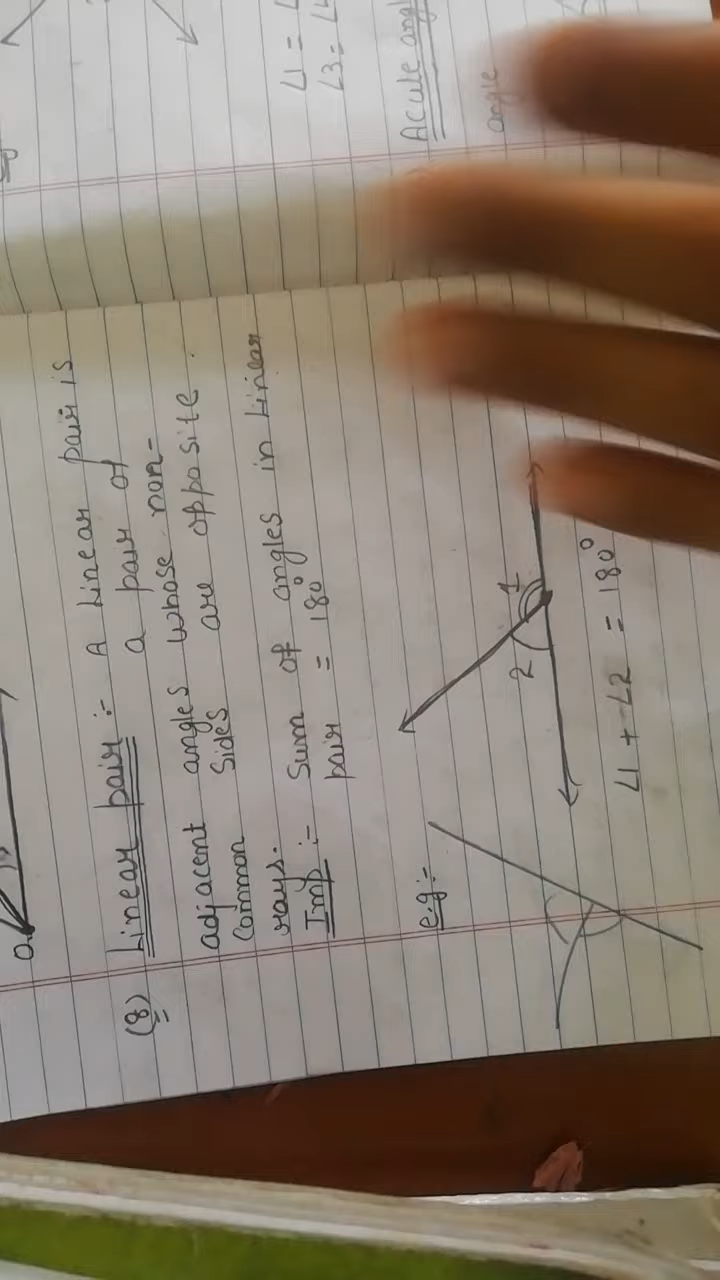 (8) Linear pair :- A Linear pair is
a pair of
adjacent angles whose non-
Common Sides are opposite
rays.
Imp :- Sum of angles in Linear
pair = 180°
e.g:-
2 1
∠1 + ∠2 = 180°
O
∠1 =
∠3 =
Acute
angle